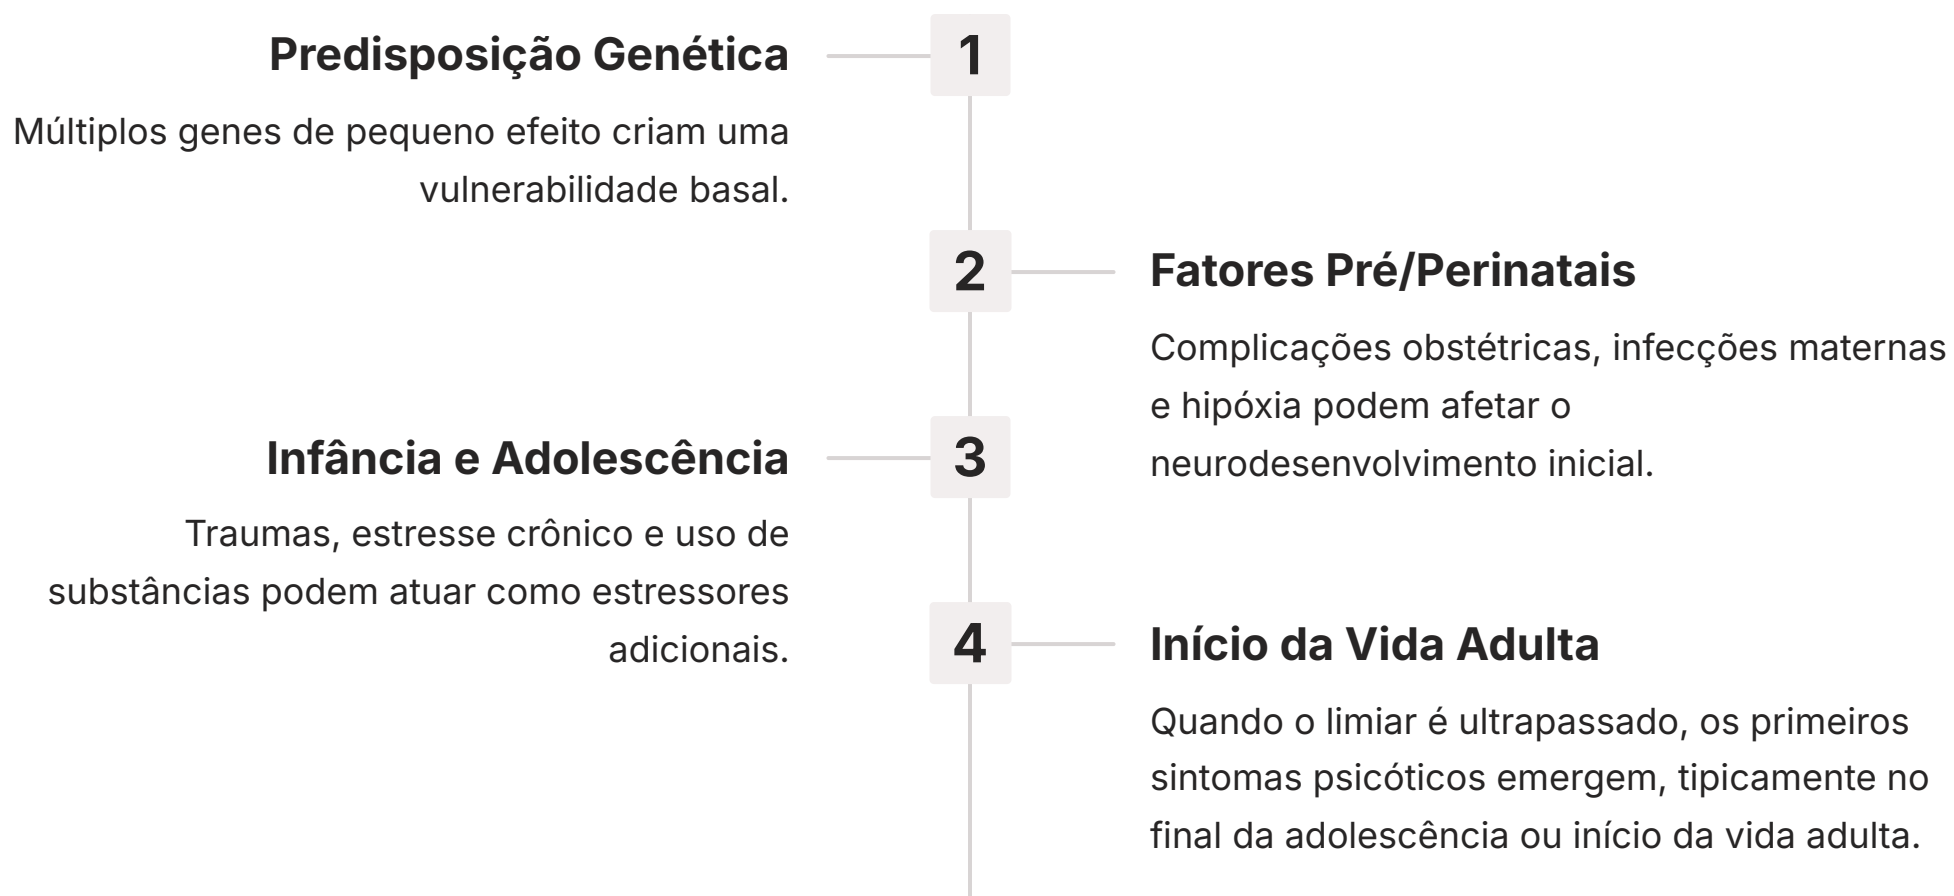 Predisposição Genética
1
Múltiplos genes de pequeno efeito criam uma
vulnerabilidade basal.
2
Fatores Pré/Perinatais
Complicações obstétricas, infecções maternas
e hipóxia podem afetar o
neurodesenvolvimento inicial.
Infância e Adolescência
3
Traumas, estresse crônico e uso de
substâncias podem atuar como estressores
adicionais.
4
Início da Vida Adulta
Quando o limiar é ultrapassado, os primeiros
sintomas psicóticos emergem, tipicamente no
final da adolescência ou início da vida adulta.